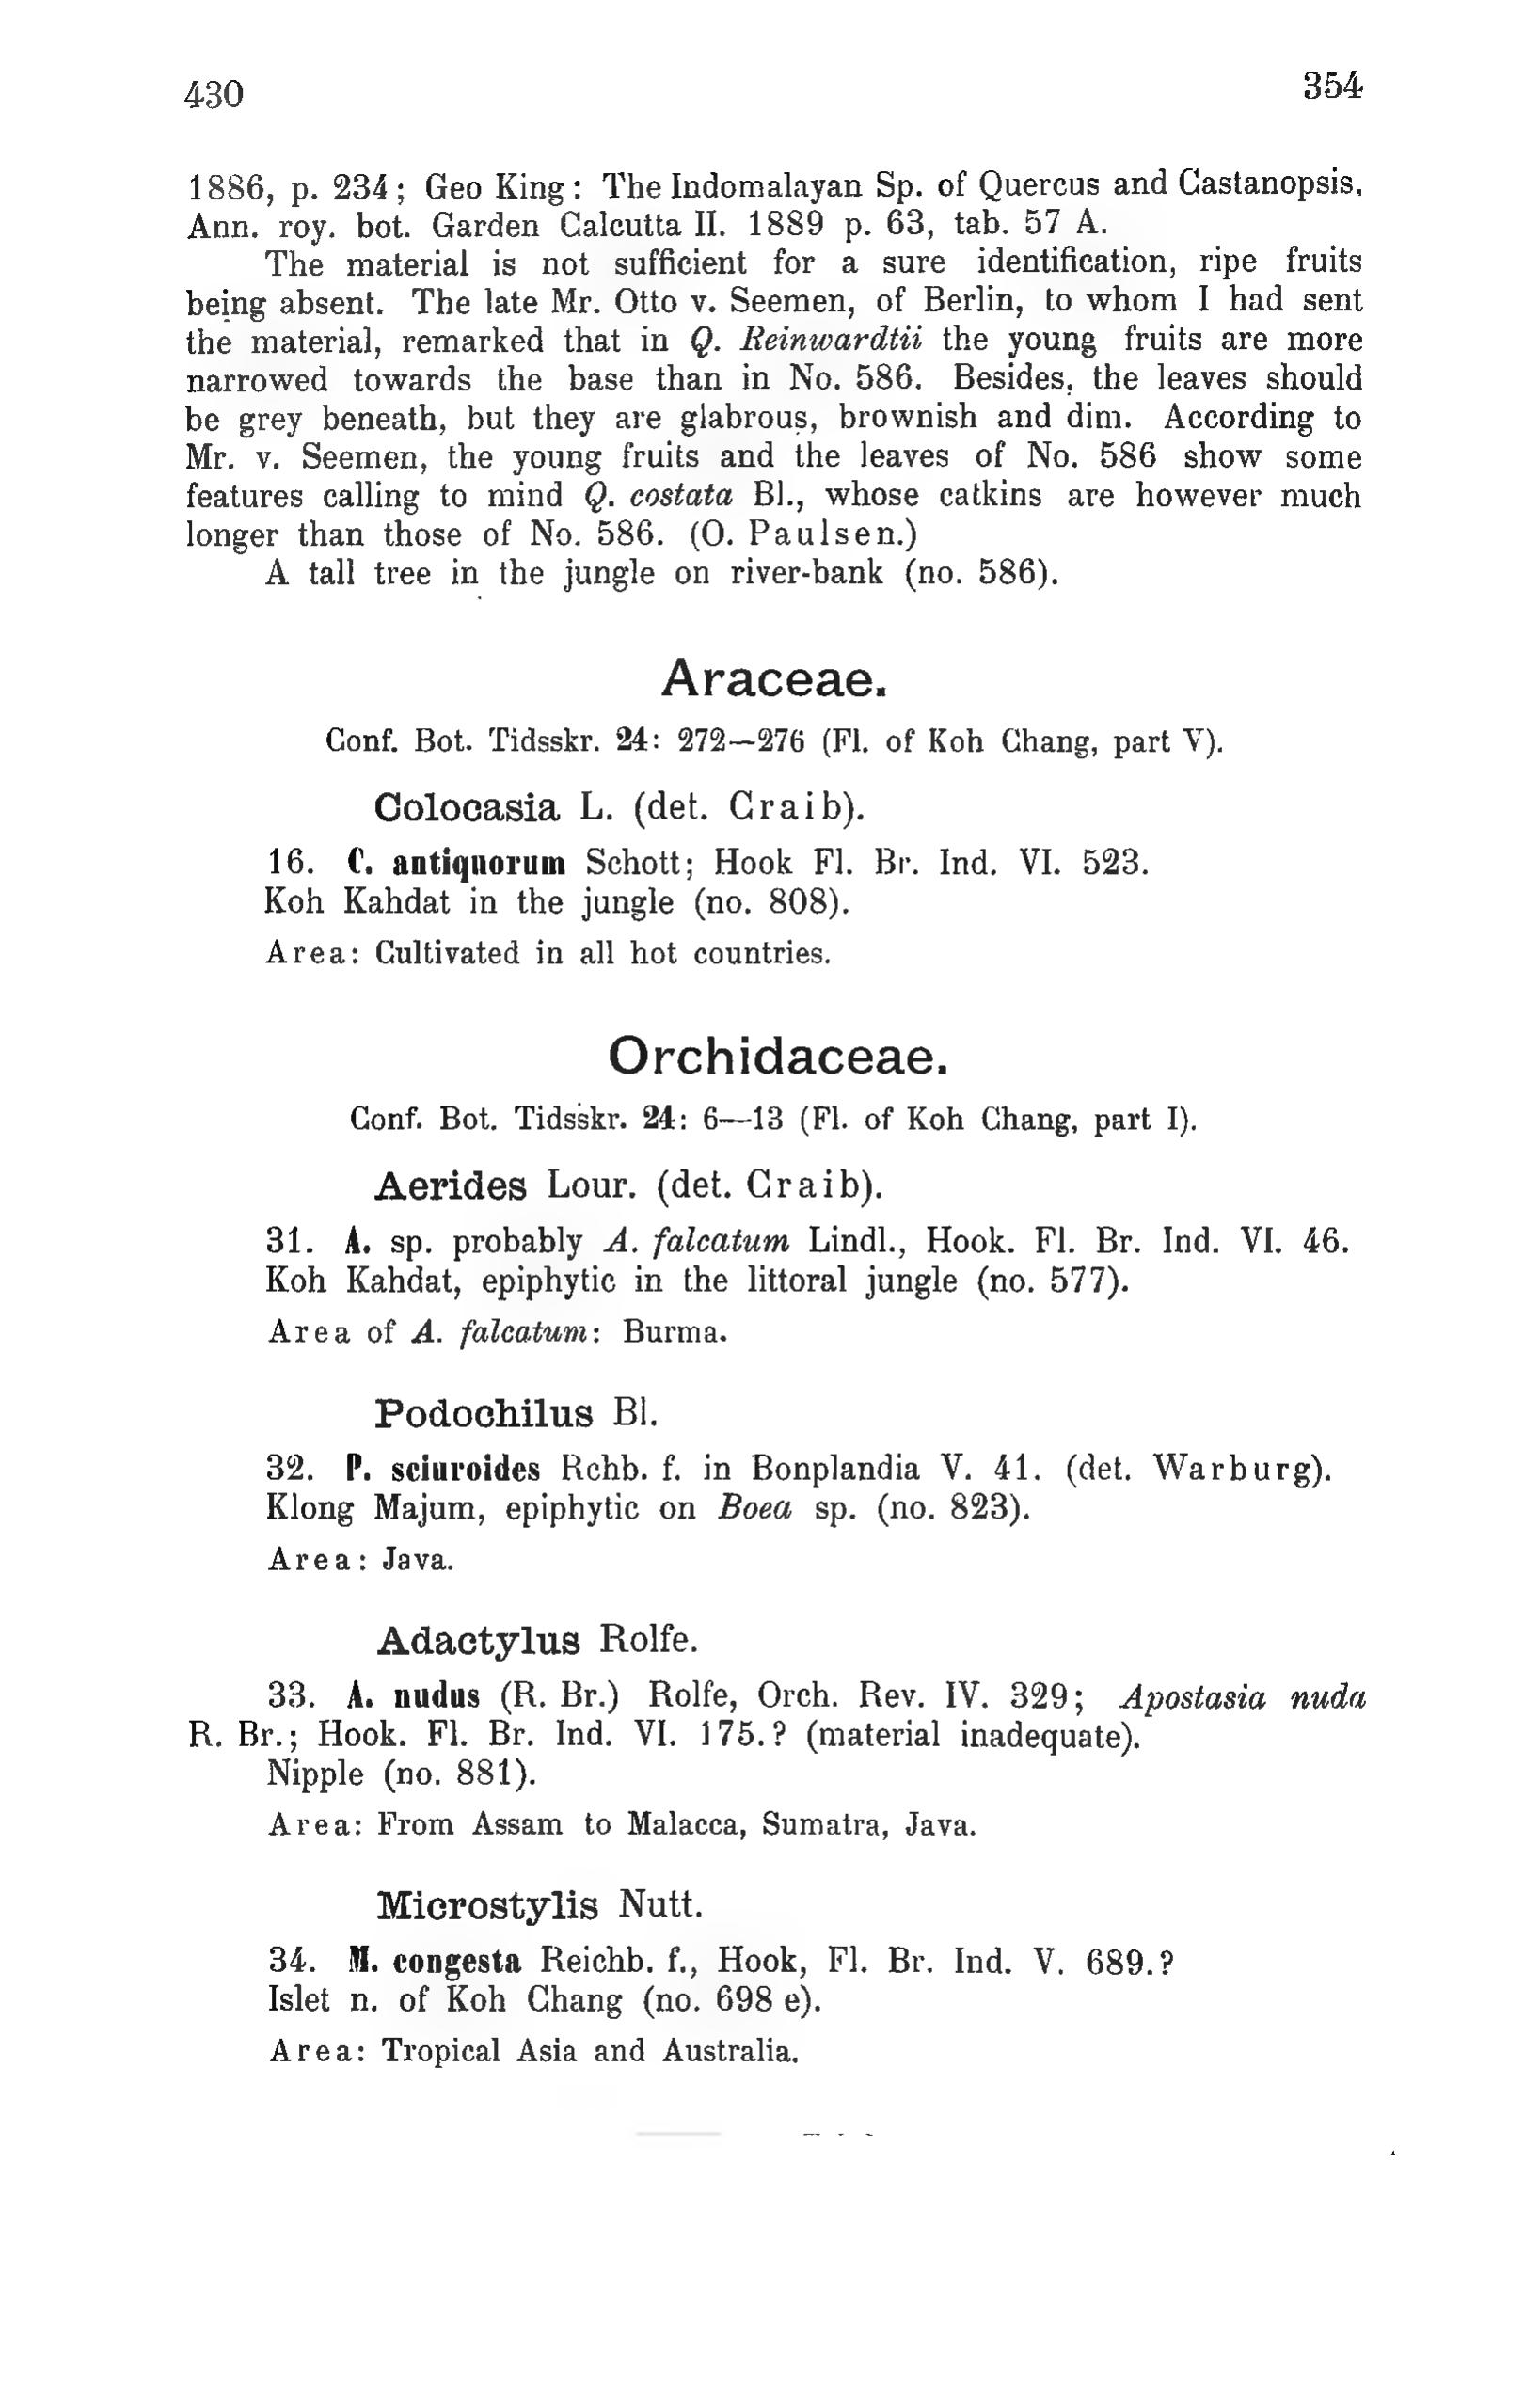 430 354
1886, p. 234; Geo King: The Indomalayan Sp. of Quercus and Castanopsis,
Ann. roy. bot. Garden Calcutta II. 1889 p. 63, tab. 57 A.
The material is not sufficient for a sure identification, ripe fruits
being absent. The late Mr. Otto v. Seemen, of Berlin, to whom I had sent
the material, remarked that in Q. Reinwardtii the young fruits are more
narrowed towards the base than in No. 586. Besides, the leaves should
be grey beneath, but they are glabrous, brownish and dim. According to
Mr. v. Seemen, the young fruits and the leaves of No. 586 show some
features calling to mind Q. costata Bl., whose catkins are however much
longer than those of No. 586. (O. Paulsen.)
A tall tree in the jungle on river-bank (no. 586).
Araceae.
Conf. Bot. Tidsskr. 24: 272—276 (Fl. of Koh Chang, part V).
Colocasia L. (det. Craib).
16. C. antiquorum Schott; Hook Fl. Br. Ind. VI. 523.
Koh Kahdat in the jungle (no. 808).
Area: Cultivated in all hot countries.
Orchidaceae.
Conf. Bot. Tidsskr. 24: 6—13 (Fl. of Koh Chang, part I).
Aerides Lour. (det. Craib).
31. A. sp. probably A. falcatum Lindl., Hook. Fl. Br. Ind. VI. 46.
Koh Kahdat, epiphytic in the littoral jungle (no. 577).
Area of A. falcatum: Burma.
Podochilus Bl.
32. P. sciuroides Rchb. f. in Bonplandia V. 41. (det. Warburg).
Klong Majum, epiphytic on Boea sp. (no. 823).
Area: Java.
Adactylus Rolfe.
33. A. nudus (R. Br.) Rolfe, Orch. Rev. IV. 329; Apostasia nuda
R. Br.; Hook. Fl. Br. Ind. VI. 175.? (material inadequate).
Nipple (no. 881).
Area: From Assam to Malacca, Sumatra, Java.
Microstylis Nutt.
34. M. congesta Reichb. f., Hook, Fl. Br. Ind. V. 689.?
Islet n. of Koh Chang (no. 698 e).
Area: Tropical Asia and Australia.